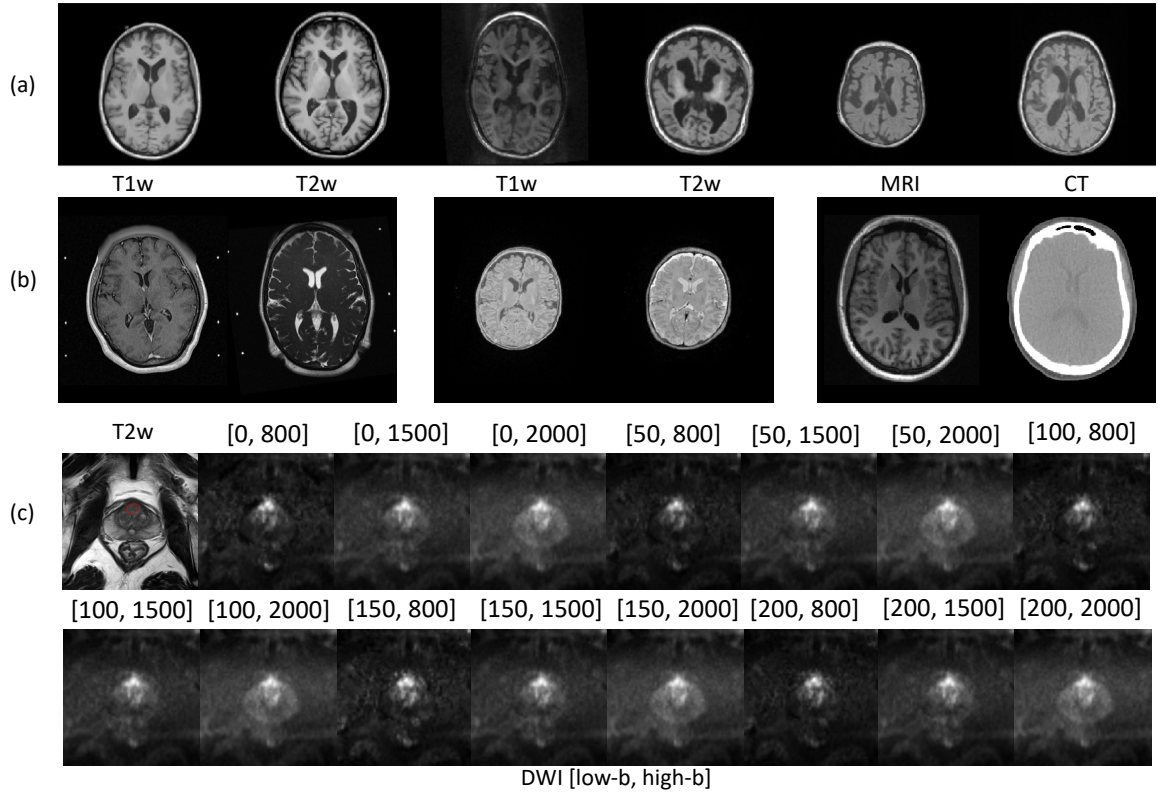 (a)
T1w T2w T1w T2w MRI CT
(b)
T2w [0, 800] [0, 1500] [0, 2000] [50, 800] [50, 1500] [50, 2000] [100, 800]
(c)
[100, 1500] [100, 2000] [150, 800] [150, 1500] [150, 2000] [200, 800] [200, 1500] [200, 2000]
DWI [low-b, high-b]